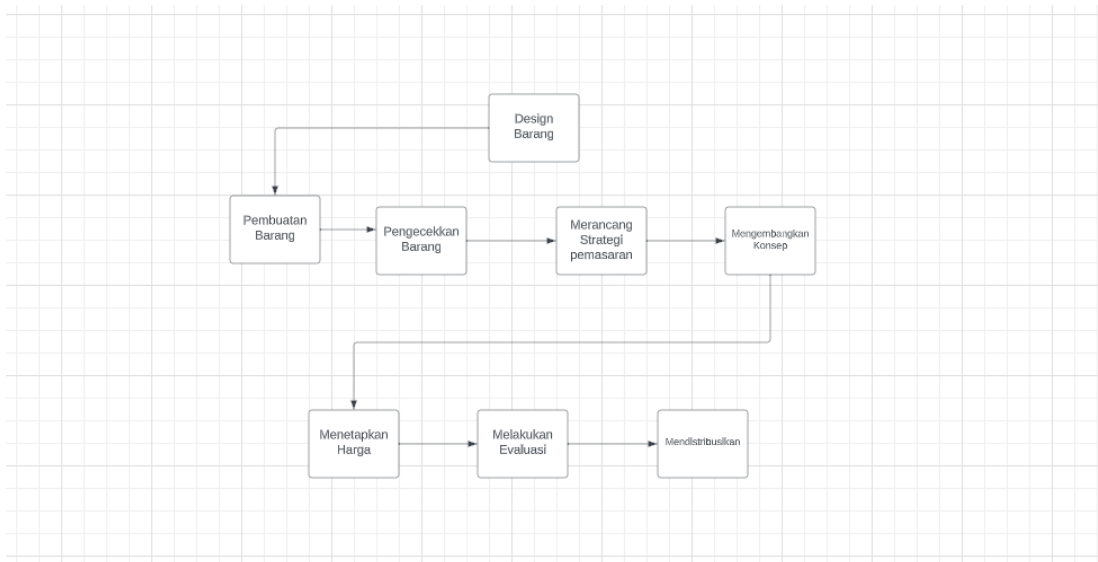 Design
Barang
Pembuatan
Barang
Pengecekkan
Barang
Merancang
Strategi
pemasaran
Mengembangkan
Konsep
Menetapkan
Harga
Melakukan
Evaluasi
Mendistribusikan